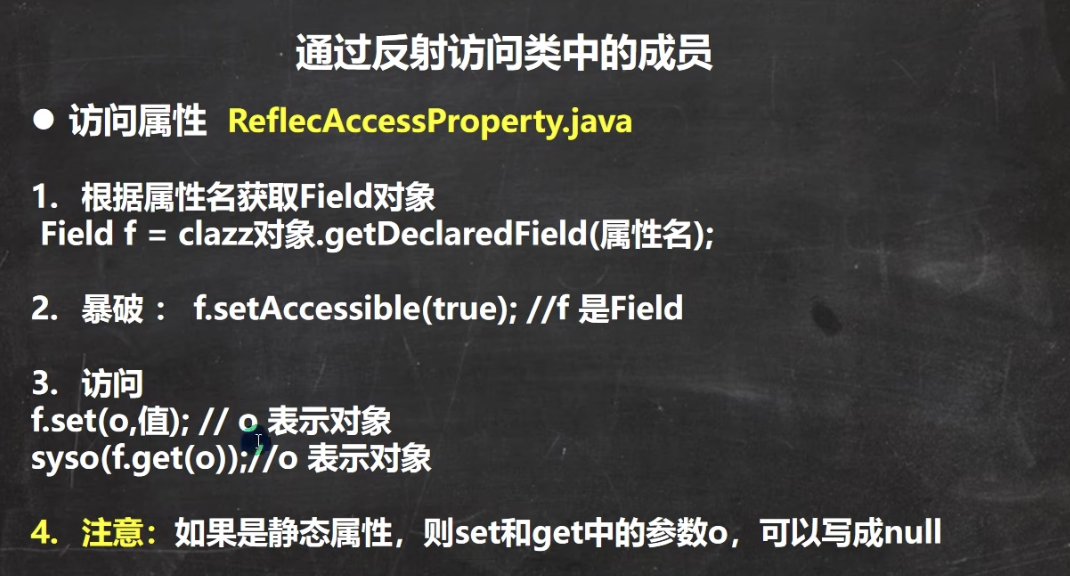 通过反射访问类中的成员
● 访问属性 ReflecAccessProperty.java
1. 根据属性名获取Field对象
Field f = clazz对象.getDeclaredField(属性名);
2. 暴破 ： f.setAccessible(true); //f 是Field
3. 访问
f.set(o,值); // o 表示对象
syso(f.get(o));//o 表示对象
4. 注意：如果是静态属性，则set和get中的参数o，可以写成null